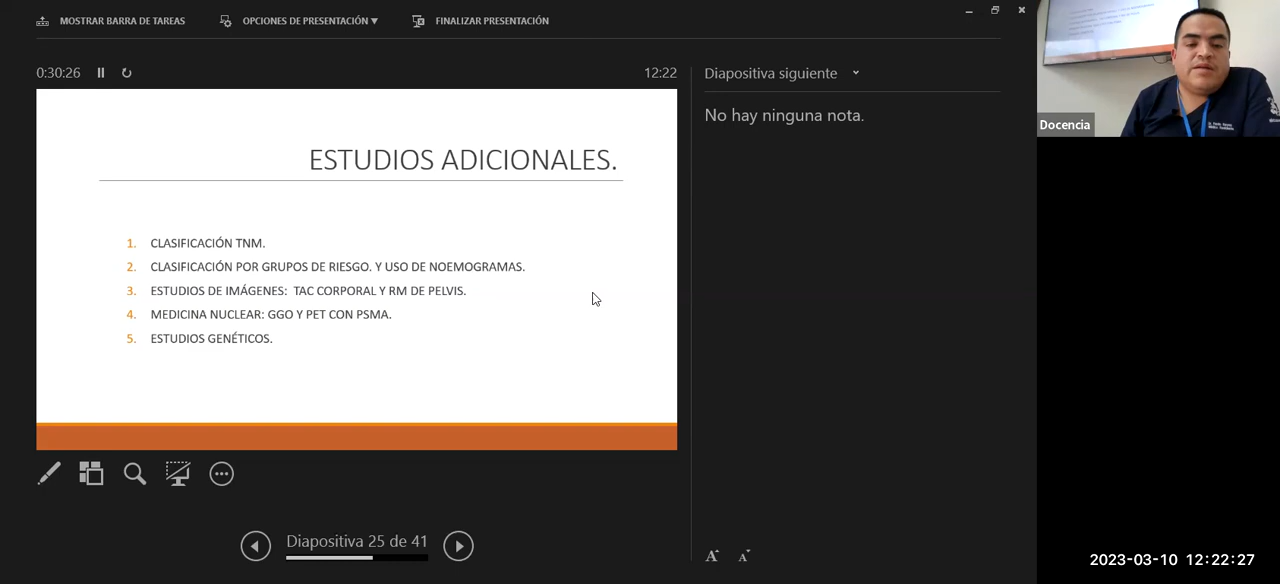 MOSTRAR BARRA DE TAREAS OPCIONES DE PRESENTACIÓN ▼ FINALIZAR PRESENTACIÓN
0:30:26 12:22
Diapositiva siguiente
No hay ninguna nota.
Docencia
ESTUDIOS ADICIONALES.
1. CLASIFICACIÓN TNM.
2. CLASIFICACIÓN POR GRUPOS DE RIESGO. Y USO DE NOEMOGRAMAS.
3. ESTUDIOS DE IMÁGENES: TAC CORPORAL Y RM DE PELVIS.
4. MEDICINA NUCLEAR: GGO Y PET CON PSMA.
5. ESTUDIOS GENÉTICOS.
Diapositiva 25 de 41
A A
2023-03-10 12:22:27